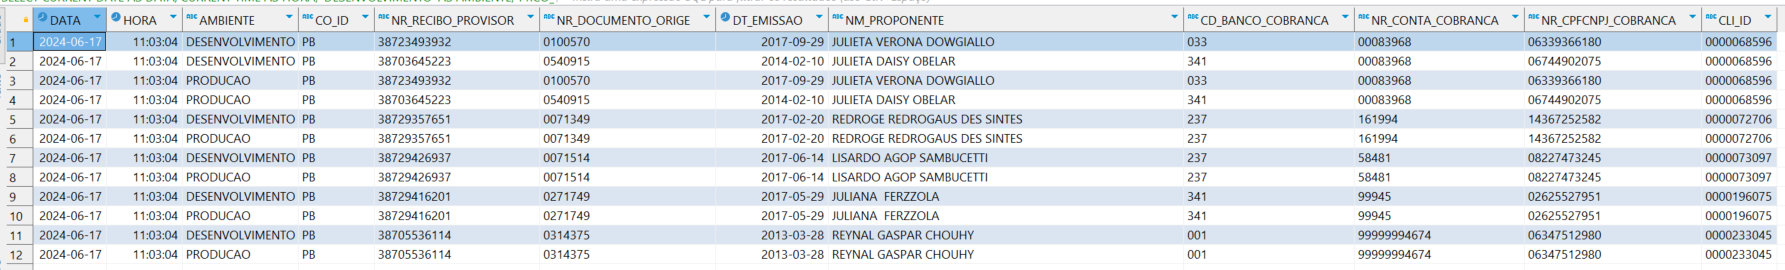 DATA HORA AMBIENTE CO_ID NR_RECIBO_PROVISOR NR_DOCUMENTO_ORIGE DT_EMISSAO NM_PROPONENTE CD_BANCO_COBRANCA NR_CONTA_COBRANCA NR_CPFCNPJ_COBRANCA CLI_ID
1 2024-06-17 11:03:04 DESENVOLVIMENTO PB 38723493932 0100570 2017-09-29 JULIETA VERONA DOWGIALLO 033 00083968 06339366180 0000068596
2 2024-06-17 11:03:04 DESENVOLVIMENTO PB 38703645223 0540915 2014-02-10 JULIETA DAISY OBELAR 341 00083968 06744902075 0000068596
3 2024-06-17 11:03:04 PRODUCAO PB 38723493932 0100570 2017-09-29 JULIETA VERONA DOWGIALLO 033 00083968 06339366180 0000068596
4 2024-06-17 11:03:04 PRODUCAO PB 38703645223 0540915 2014-02-10 JULIETA DAISY OBELAR 341 00083968 06744902075 0000068596
5 2024-06-17 11:03:04 DESENVOLVIMENTO PB 38729357651 0071349 2017-02-20 REDROGE REDROGAUS DES SINTES 237 161994 14367252582 0000072706
6 2024-06-17 11:03:04 PRODUCAO PB 38729357651 0071349 2017-02-20 REDROGE REDROGAUS DES SINTES 237 161994 14367252582 0000072706
7 2024-06-17 11:03:04 DESENVOLVIMENTO PB 38729426937 0071514 2017-06-14 LISARDO AGOP SAMBUCETTI 237 58481 08227473245 0000073097
8 2024-06-17 11:03:04 PRODUCAO PB 38729426937 0071514 2017-06-14 LISARDO AGOP SAMBUCETTI 237 58481 08227473245 0000073097
9 2024-06-17 11:03:04 DESENVOLVIMENTO PB 38729416201 0271749 2017-05-29 JULIANA FERZZOLA 341 99945 02625527951 0000196075
10 2024-06-17 11:03:04 PRODUCAO PB 38729416201 0271749 2017-05-29 JULIANA FERZZOLA 341 99945 02625527951 0000196075
11 2024-06-17 11:03:04 DESENVOLVIMENTO PB 38705536114 0314375 2013-03-28 REYNAL GASPAR CHOUHY 001 99999994674 06347512980 0000233045
12 2024-06-17 11:03:04 PRODUCAO PB 38705536114 0314375 2013-03-28 REYNAL GASPAR CHOUHY 001 99999994674 06347512980 0000233045